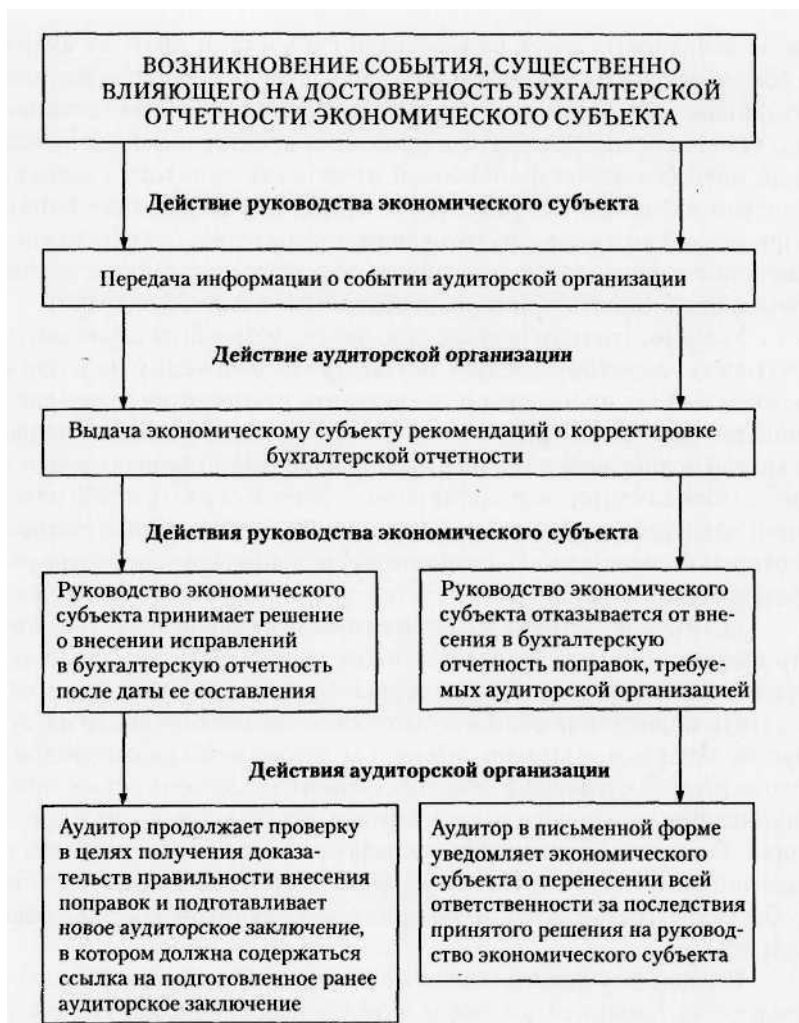 ВОЗНИКНОВЕНИЕ СОБЫТИЯ, СУЩЕСТВЕННО
ВЛИЯЮЩЕГО НА ДОСТОВЕРНОСТЬ БУХГАЛТЕРСКОЙ
ОТЧЕТНОСТИ ЭКОНОМИЧЕСКОГО СУБЪЕКТА
Действие руководства экономического субъекта
Передача информации о событии аудиторской организации
Действие аудиторской организации
Выдача экономическому субъекту рекомендаций о корректировке
бухгалтерской отчетности
Действия руководства экономического субъекта
Руководство экономического
субъекта принимает решение
о внесении исправлений
в бухгалтерскую отчетность
после даты ее составления
Руководство экономического
субъекта отказывается от вне-
сения в бухгалтерскую
отчетность поправок, требуе-
мых аудиторской организацией
Действия аудиторской организации
Аудитор продолжает проверку
в целях получения доказа-
тельств правильности внесения
поправок и подготавливает
новое аудиторское заключение,
в котором должна содержаться
ссылка на подготовленное ранее
аудиторское заключение
Аудитор в письменной форме
уведомляет экономического
субъекта о перенесении всей
ответственности за последствия
принятого решения на руковод-
ство экономического субъекта